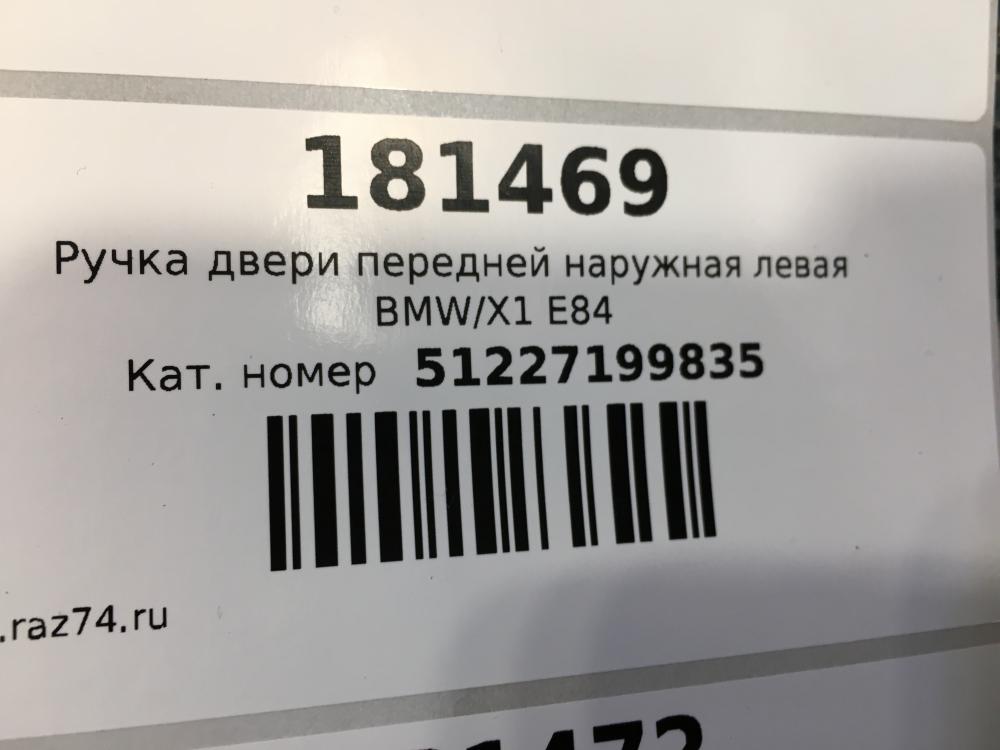 181469
Ручка двери передней наружная левая
BMW/X1 E84
Кат. номер 51227199835
.raz74.ru